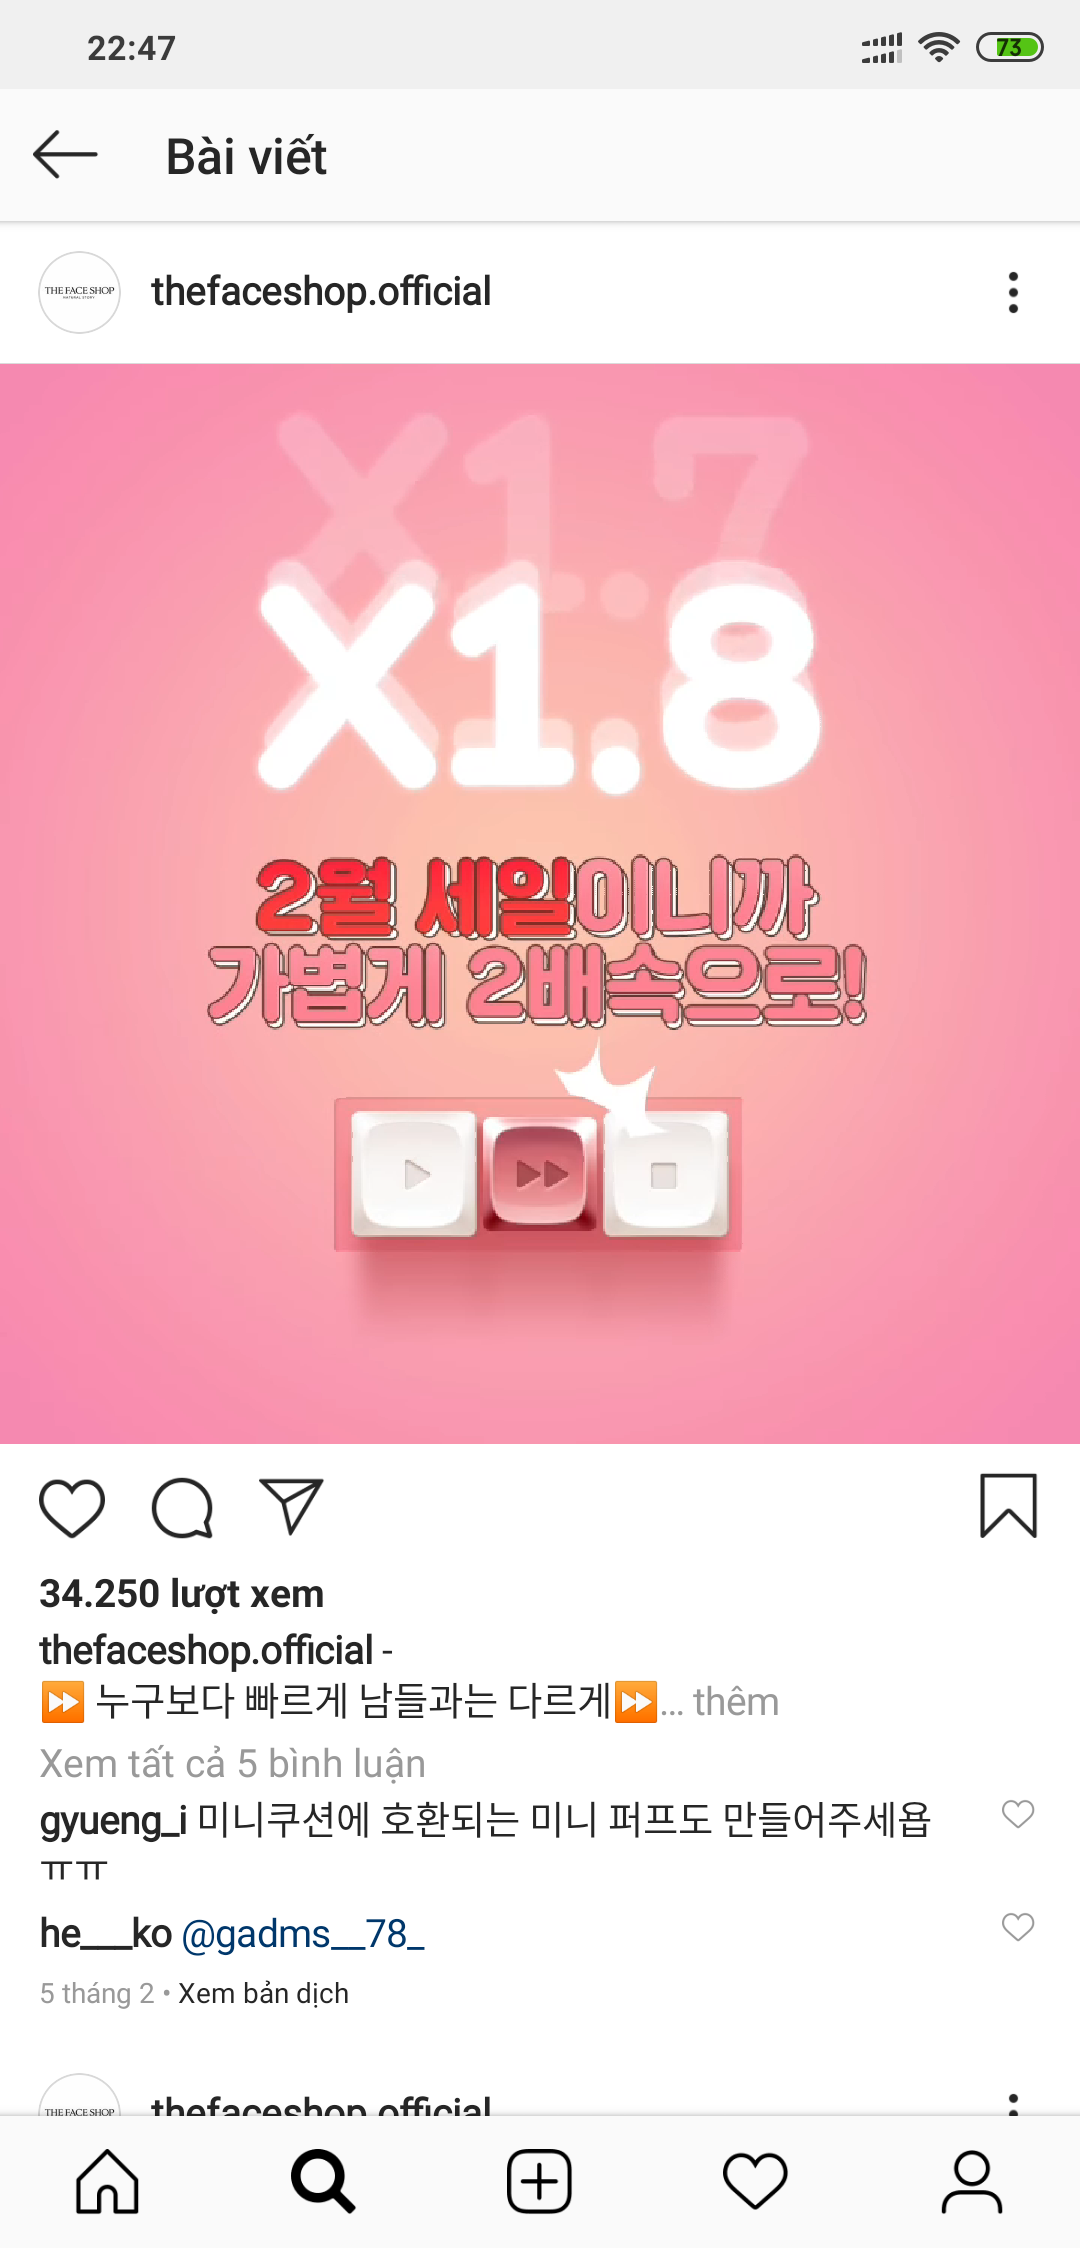 22:47
73
Bài viết
THE FACE SHOP
thefaceshop.official
X1.7
X1.8
2월 세일이니까
가볍게 2배속으로!
34.250 lượt xem
thefaceshop.official -
⏩ 누구보다 빠르게 남들과는 다르게⏩... thêm
Xem tất cả 5 bình luận
gyueng_i 미니쿠션에 호환되는 미니 퍼프도 만들어주세욥
ㅠㅠ
he___ko @gadms__78_
5 tháng 2 • Xem bản dịch
THE FACE SHOP
thefaceshop.official